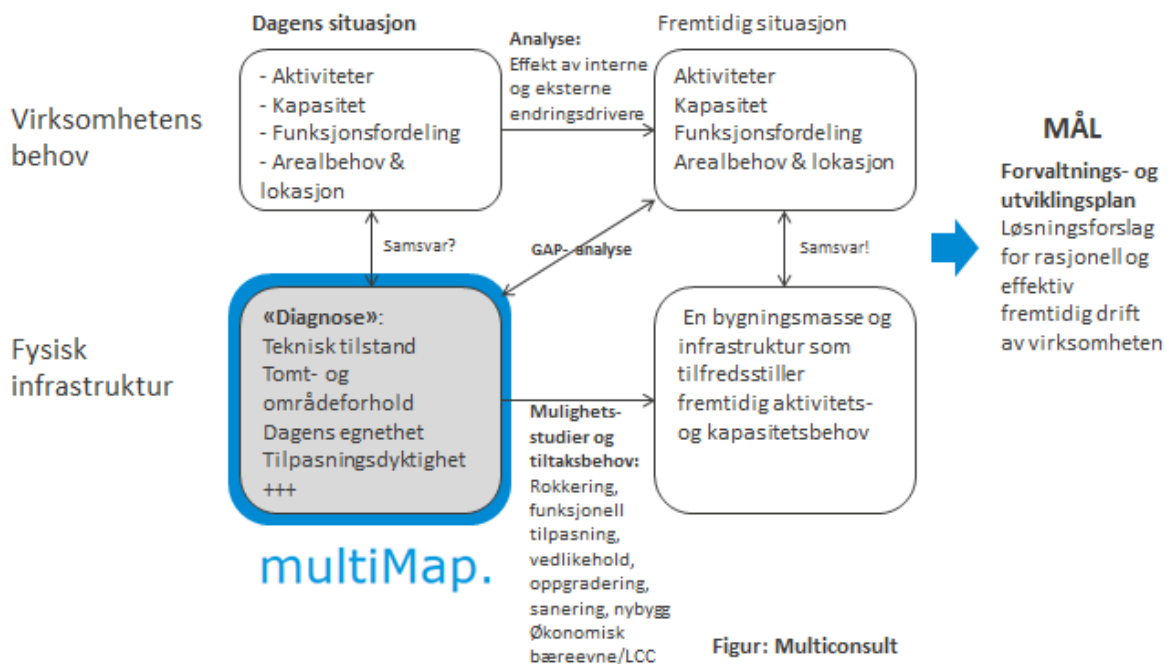 Dagens situasjon
Fremtidig situasjon
Virksomhetens
behov
- Aktiviteter
- Kapasitet
- Funksjonsfordeling
- Arealbehov &
lokasjon
Analyse:
Effekt av interne
og eksterne
endringsdrivere
Aktiviteter
Kapasitet
Funksjonsfordeling
Arealbehov & lokasjon
Samsvar?
GAP- analyse
Samsvar!
MÅL
Forvaltnings- og
utviklingsplan
Løsningsforslag
for rasjonell og
effektiv
fremtidig drift
av virksomheten
Fysisk
infrastruktur
«Diagnose»:
Teknisk tilstand
Tomt- og
områdeforhold
Dagens egnethet
Tilpasningsdyktighet
+++
multiMap.
Mulighets-
studier og
tiltaksbehov:
Rokkering,
funksjonell
tilpasning,
vedlikehold,
oppgradering,
sanering, nybygg
Økonomisk
bæreevne/LCC
En bygningsmasse og
infrastruktur som
tilfredsstiller
fremtidig aktivitets-
og kapasitetsbehov
Figur: Multiconsult